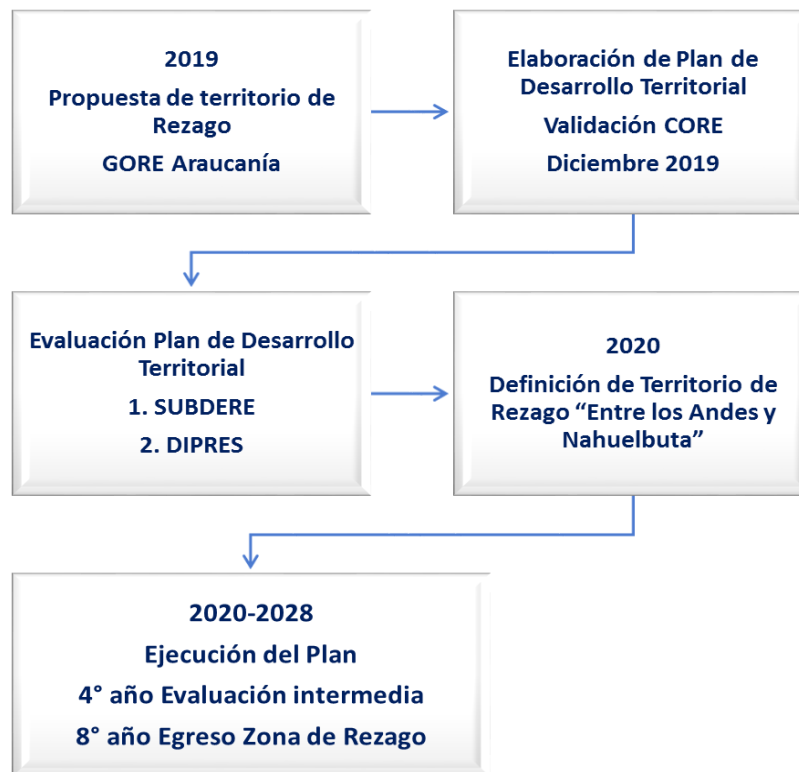 2019
Propuesta de territorio de
Rezago
GORE Araucanía
Elaboración de Plan de
Desarrollo Territorial
Validación CORE
Diciembre 2019
Evaluación Plan de Desarrollo
Territorial
1. SUBDERE
2. DIPRES
2020
Definición de Territorio de
Rezago “Entre los Andes y
Nahuelbuta”
2020-2028
Ejecución del Plan
4° año Evaluación intermedia
8° año Egreso Zona de Rezago